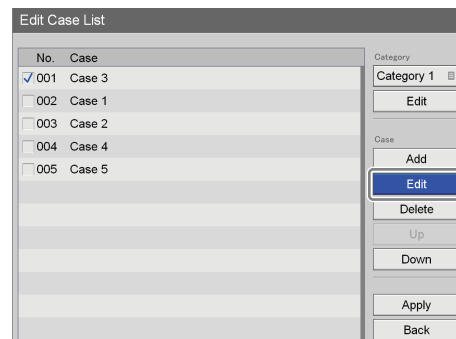 Edit Case List
No. Case
001 Case 3
002 Case 1
003 Case 2
004 Case 4
005 Case 5
Category
Category 1
Edit
Case
Add
Edit
Delete
Up
Down
Apply
Back